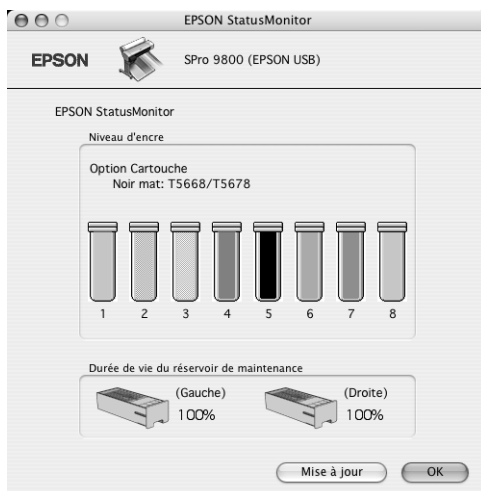 EPSON StatusMonitor
EPSON
SPro 9800 (EPSON USB)
EPSON StatusMonitor
Niveau d'encre
Option Cartouche
Noir mat: T5668/T5678
1 2 3 4 5 6 7 8
Durée de vie du réservoir de maintenance
(Gauche) (Droite)
100% 100%
Mise à jour OK